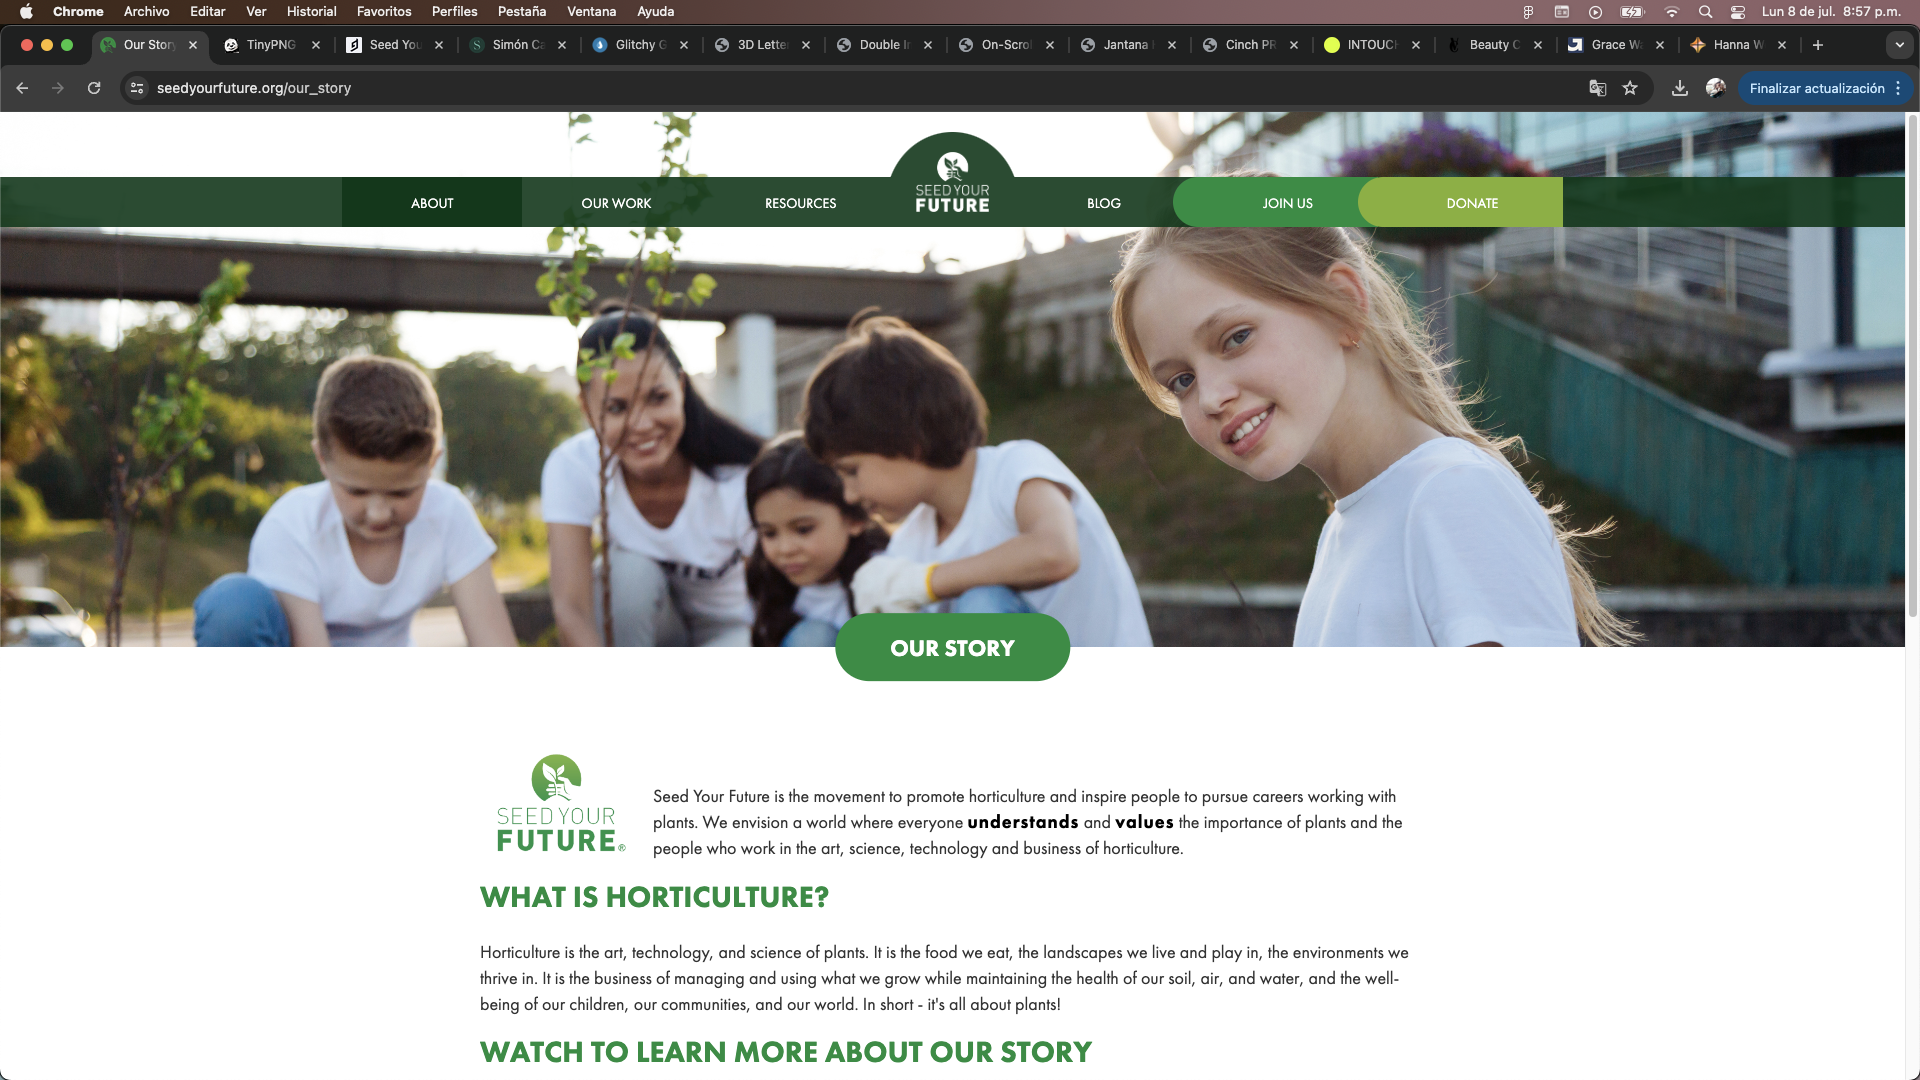 Chrome Archivo Editar Ver Historial Favoritos Perfiles Pestaña Ventana Ayuda Lun 8 de jul. 8:57 p.m.
Our Story TinyPNG Seed You Simón Ca Glitchy G 3D Lette Double I On-Scrol Jantana Cinch PR INTOUC Beauty C Grace Wa Hanna W
seedyourfuture.org/our_story Finalizar actualización
ABOUT OUR WORK RESOURCES SEED YOUR FUTURE BLOG JOIN US DONATE
OUR STORY
SEED YOUR
FUTURE®
Seed Your Future is the movement to promote horticulture and inspire people to pursue careers working with
plants. We envision a world where everyone understands and values the importance of plants and the
people who work in the art, science, technology and business of horticulture.
WHAT IS HORTICULTURE?
Horticulture is the art, technology, and science of plants. It is the food we eat, the landscapes we live and play in, the environments we
thrive in. It is the business of managing and using what we grow while maintaining the health of our soil, air, and water, and the well-
being of our children, our communities, and our world. In short - it's all about plants!
WATCH TO LEARN MORE ABOUT OUR STORY